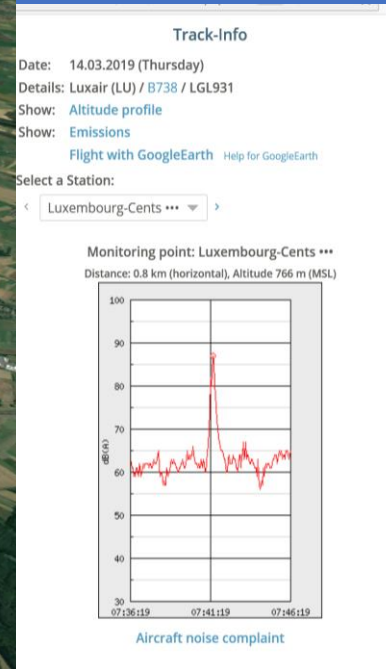 Track-Info
Date: 14.03.2019 (Thursday)
Details: Luxair (LU) / B738 / LGL931
Show: Altitude profile
Show: Emissions
Flight with GoogleEarth Help for GoogleEarth
Select a Station:
< Luxembourg-Cents ••• >
Monitoring point: Luxembourg-Cents •••
Distance: 0.8 km (horizontal), Altitude 766 m (MSL)
100
90
80
70
dB(A)
60
50
40
30
07:36:19 07:41:19 07:46:19
Aircraft noise complaint